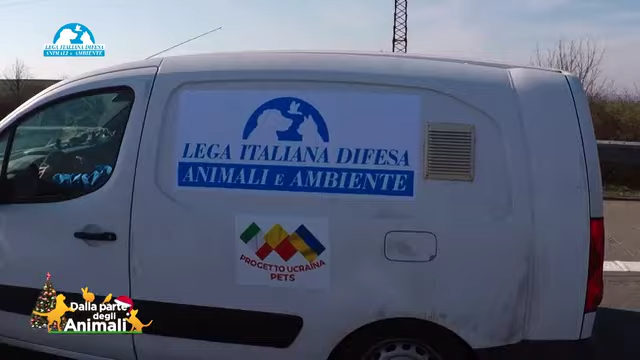 LEGA ITALIANA DIFESA
ANIMALI E AMBIENTE
LEGA ITALIANA DIFESA
ANIMALI E AMBIENTE
PROGETTO UCRAINA
PETS
Dalla parte
degli
Animali